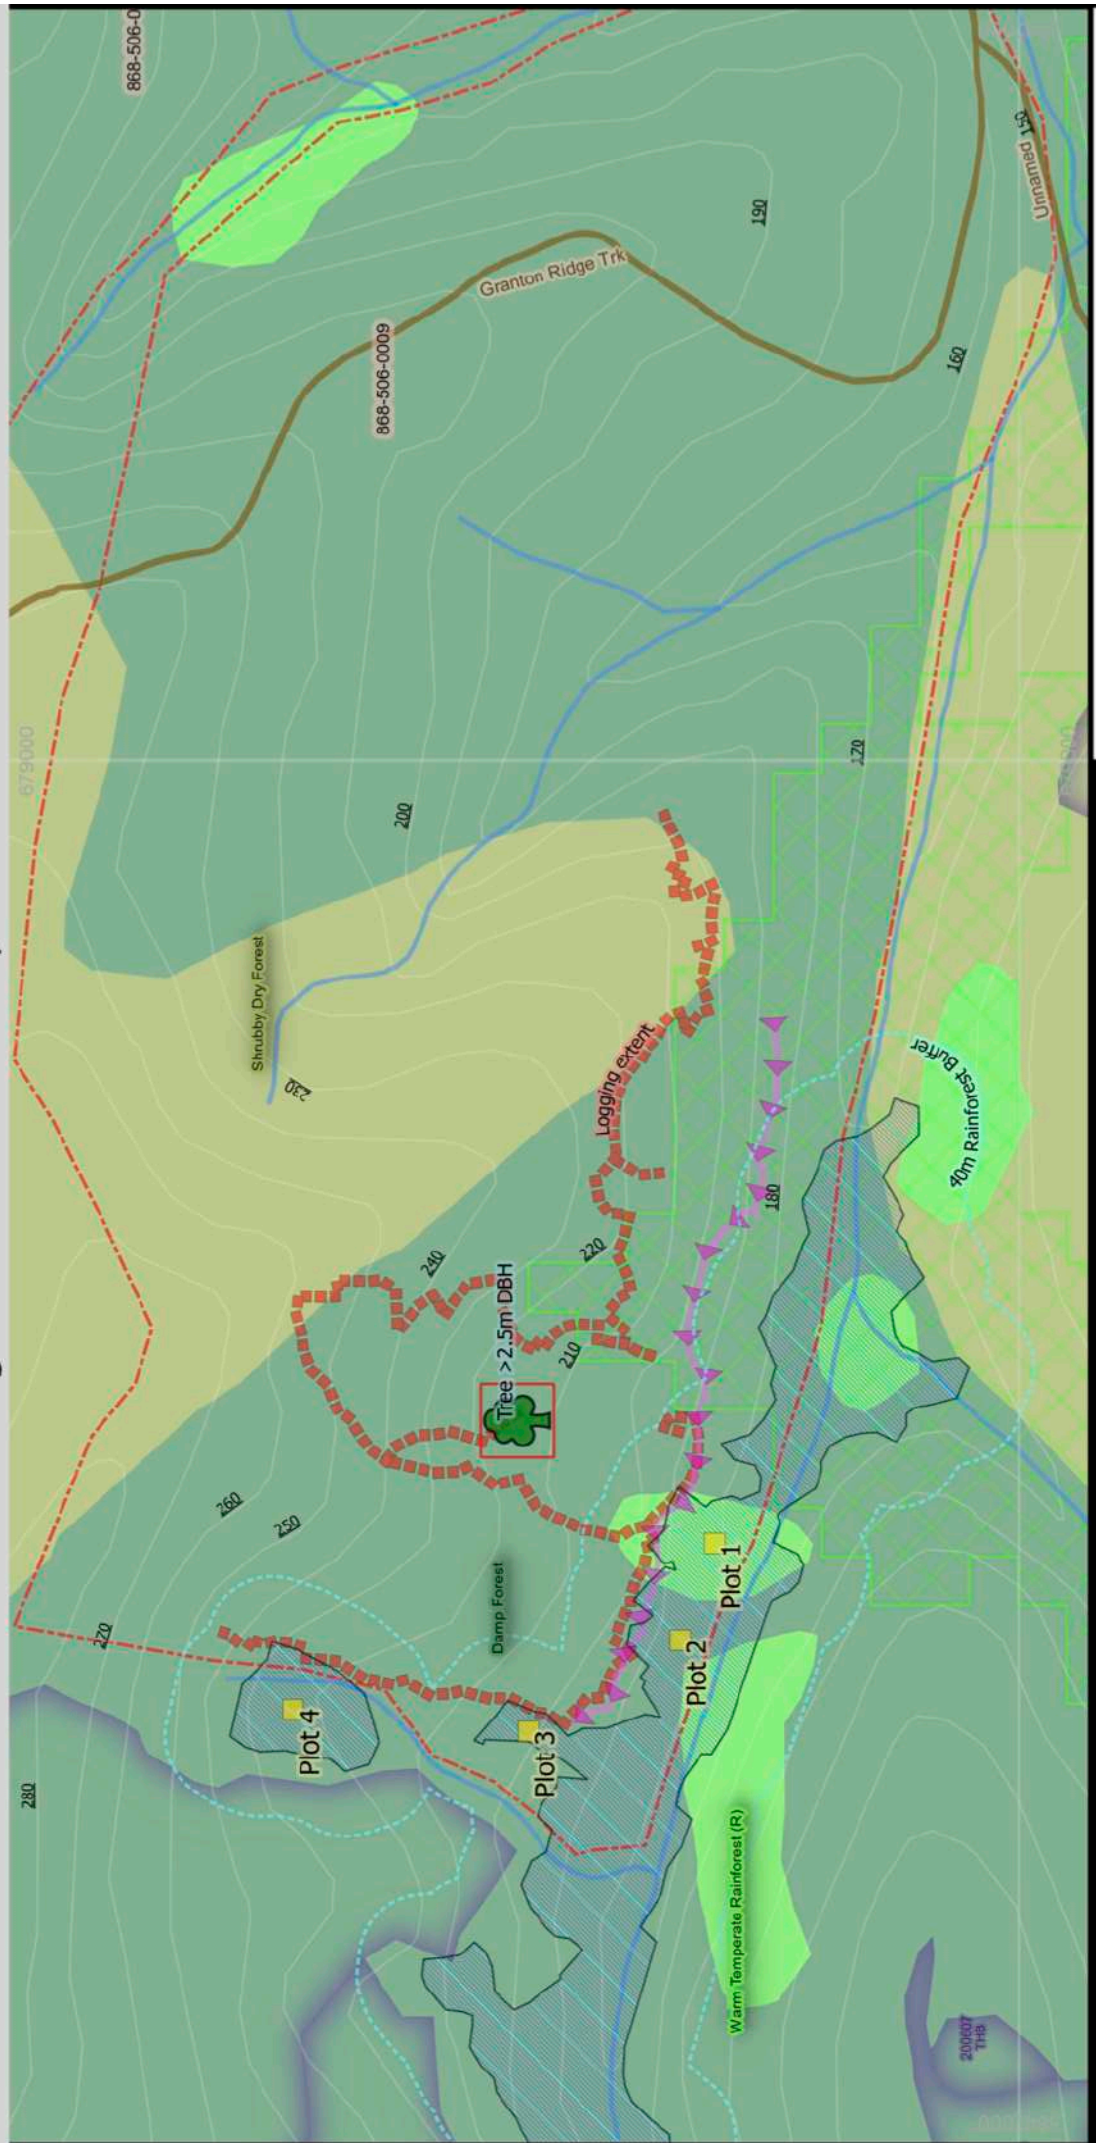 868-506-0
Unnamed
150
190
Granton Ridge Trk
868-506-0009
160
679000
170
200
Shrubby Dry Forest
230
Logging extent
40m Rainforest Buffer
180
220
240
Tree >2.5m DBH
210
260
250
Damp Forest
270
Plot 1
Plot 2
Plot 3
Plot 4
280
Warm Temperate Rainforest (R)
200607
THB